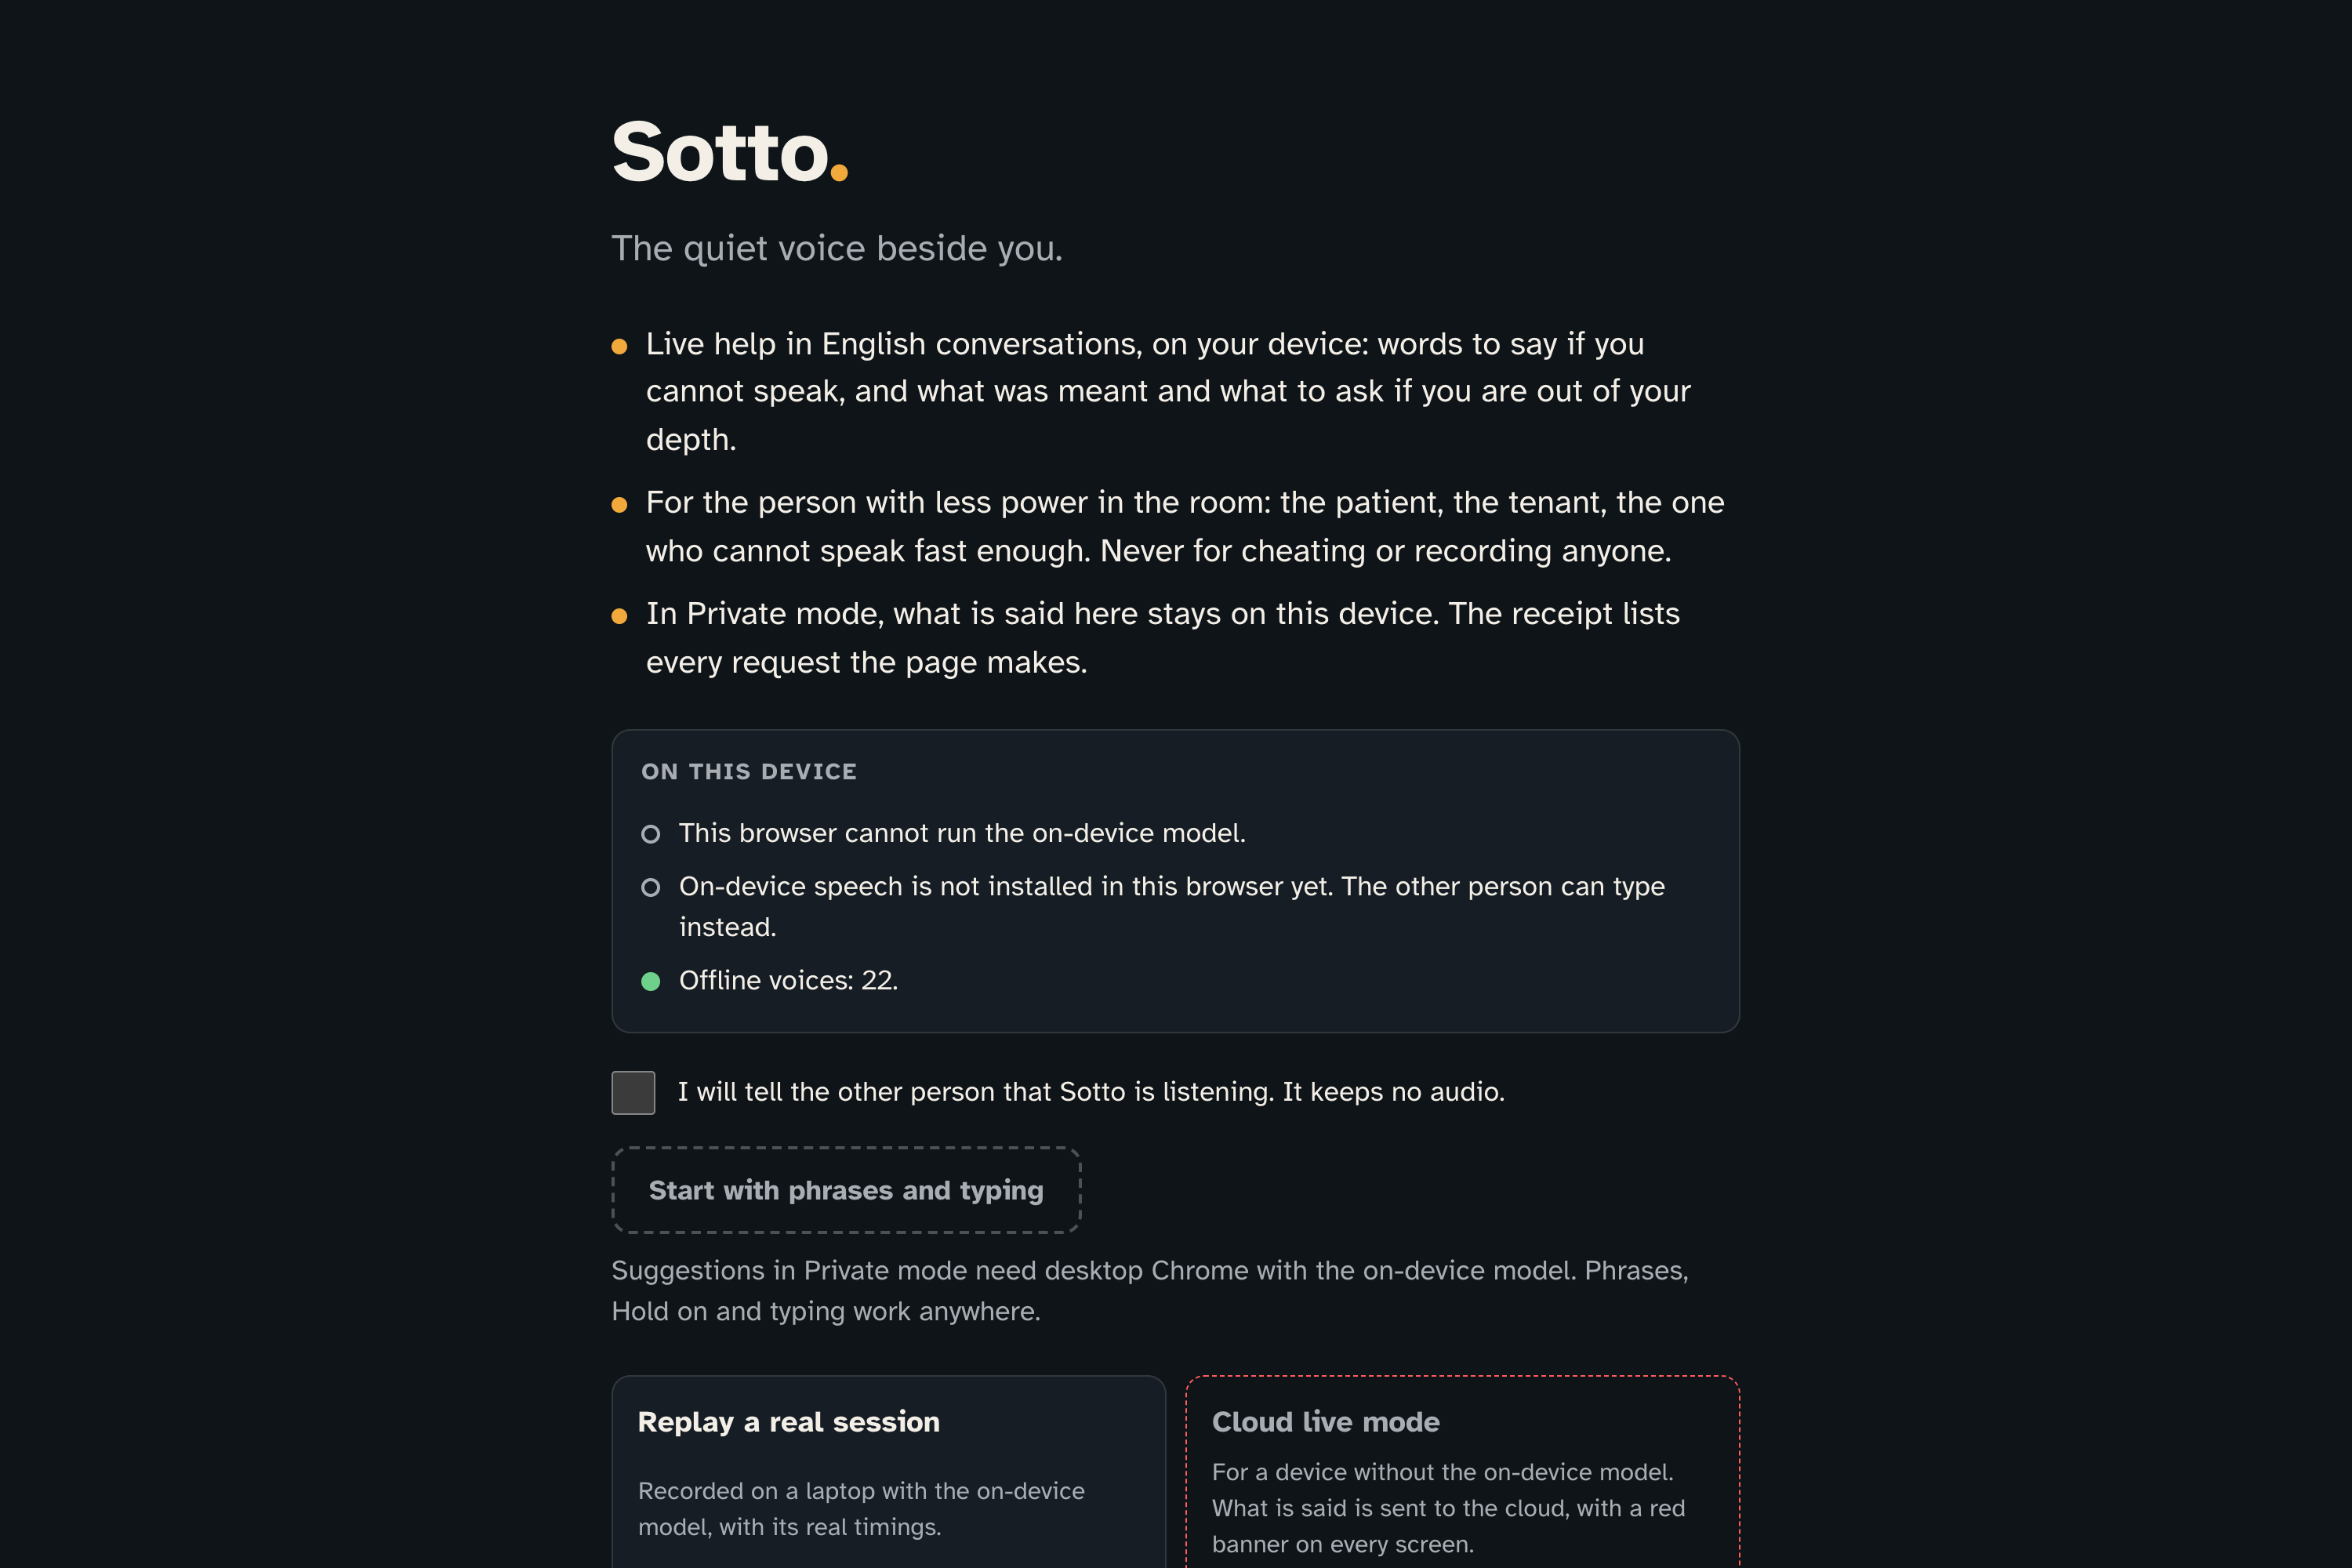 Sotto.
The quiet voice beside you.
Live help in English conversations, on your device: words to say if you
cannot speak, and what was meant and what to ask if you are out of your
depth.
For the person with less power in the room: the patient, the tenant, the one
who cannot speak fast enough. Never for cheating or recording anyone.
In Private mode, what is said here stays on this device. The receipt lists
every request the page makes.
ON THIS DEVICE
This browser cannot run the on-device model.
On-device speech is not installed in this browser yet. The other person can type
instead.
Offline voices: 22.
I will tell the other person that Sotto is listening. It keeps no audio.
Start with phrases and typing
Suggestions in Private mode need desktop Chrome with the on-device model. Phrases,
Hold on and typing work anywhere.
Replay a real session
Recorded on a laptop with the on-device
model, with its real timings.
Cloud live mode
For a device without the on-device model.
What is said is sent to the cloud, with a red
banner on every screen.